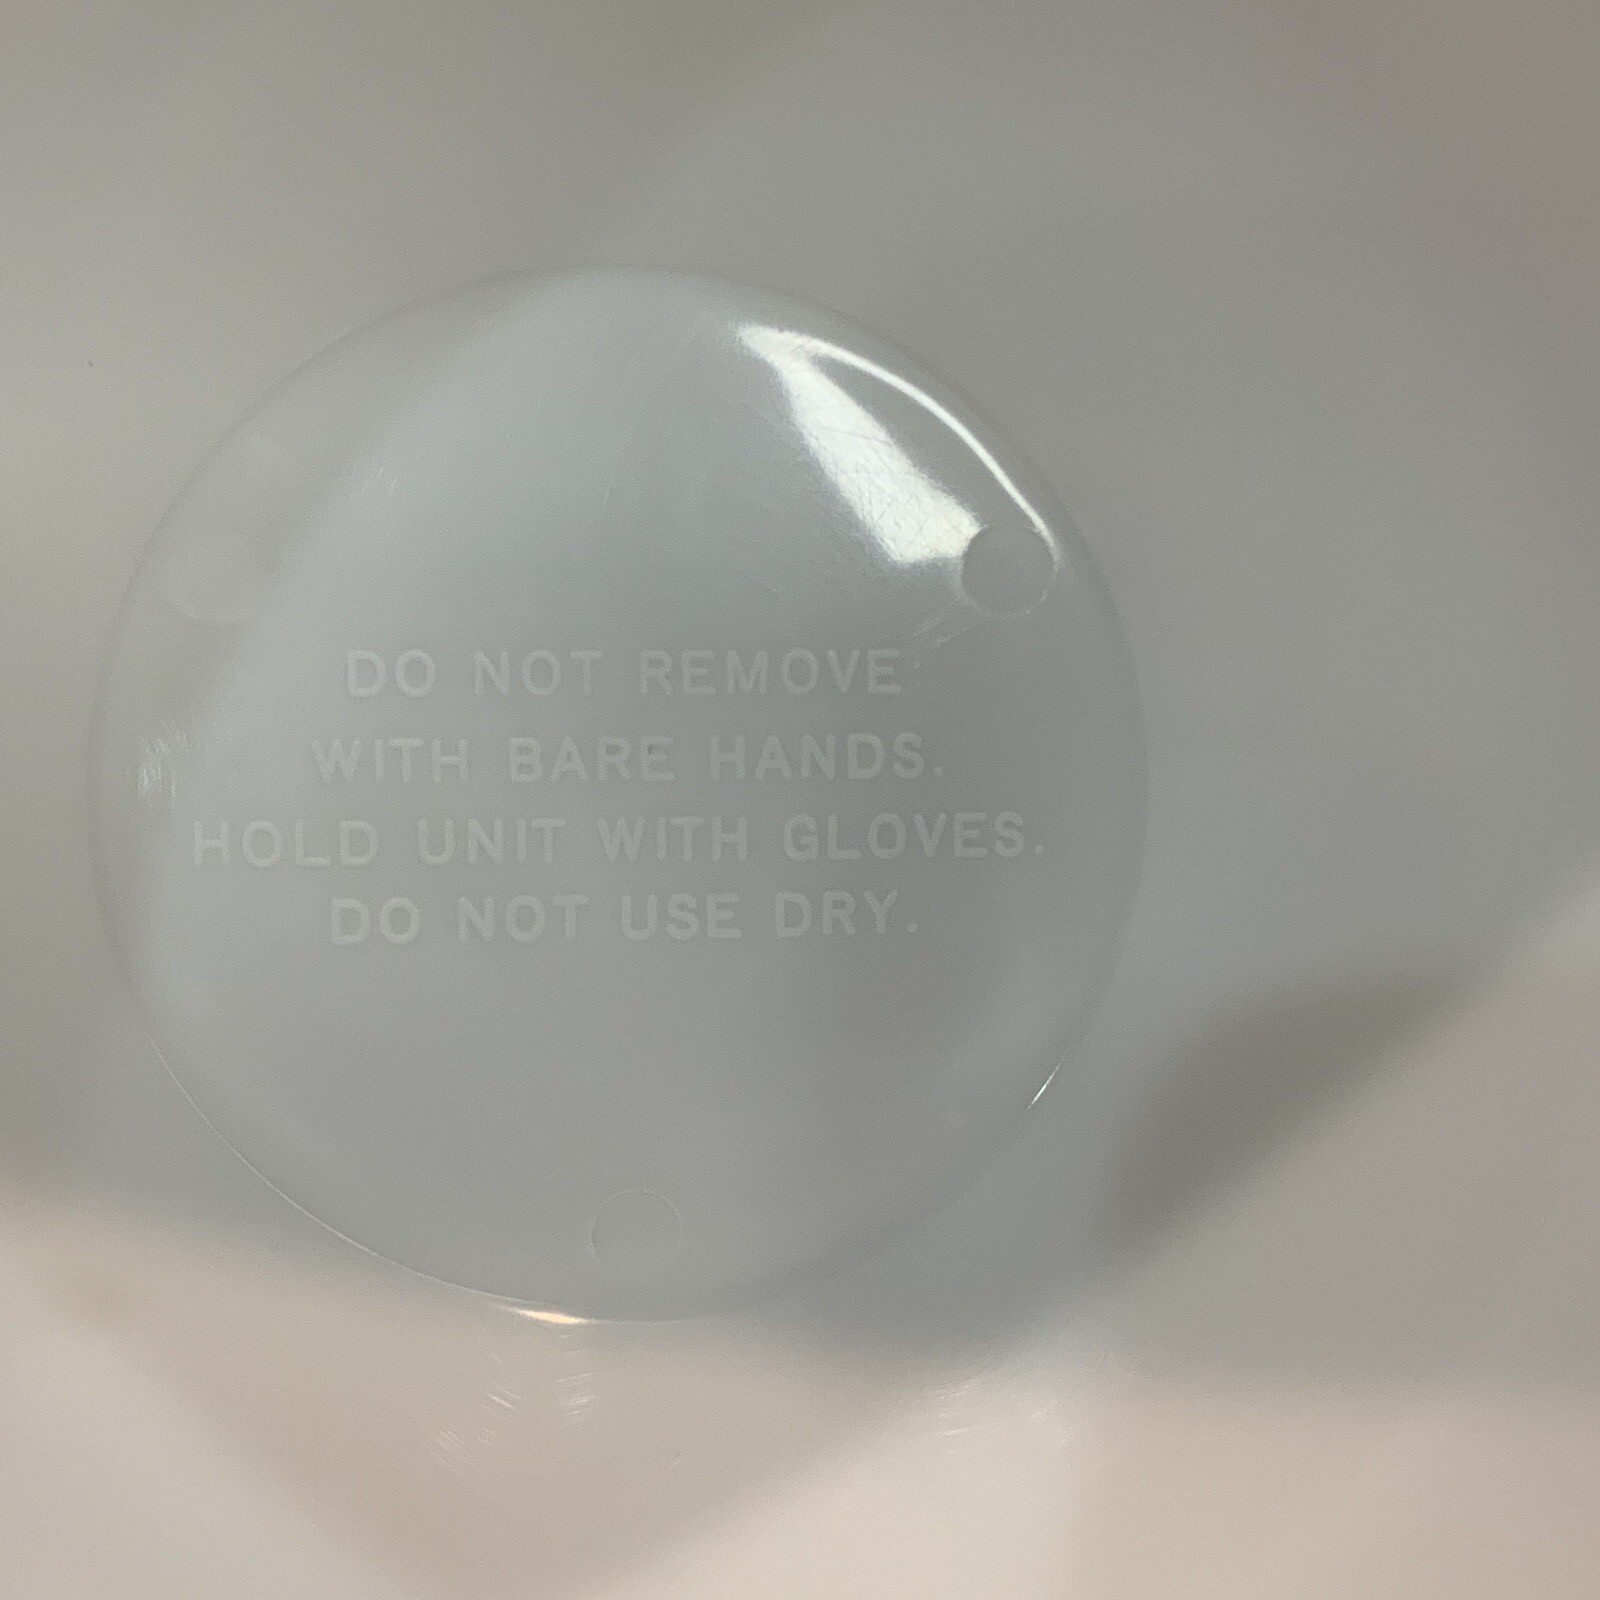 DO NOT REMOVE
WITH BARE HANDS.
HOLD UNIT WITH GLOVES.
DO NOT USE DRY.